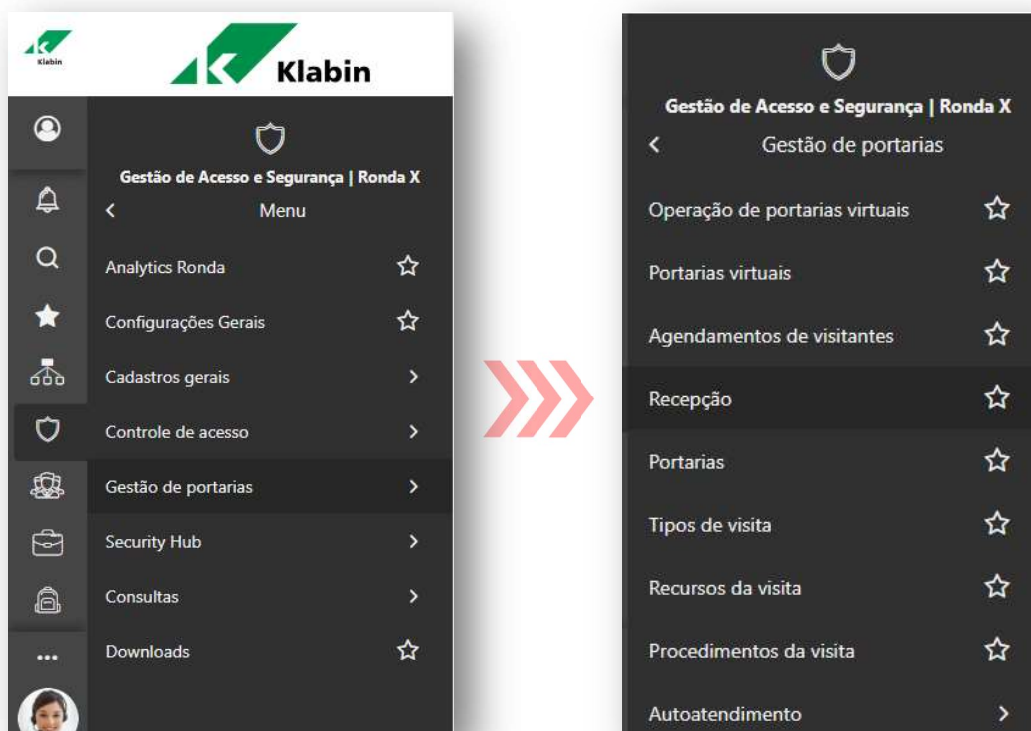 Klabin
Klabin
Gestão de Acesso e Segurança | Ronda X
Menu
Analytics Ronda
Configurações Gerais
Cadastros gerais
Controle de acesso
Gestão de portarias
Security Hub
Consultas
Downloads
Gestão de Acesso e Segurança | Ronda X
Gestão de portarias
Operação de portarias virtuais
Portarias virtuais
Agendamentos de visitantes
Recepção
Portarias
Tipos de visita
Recursos da visita
Procedimentos da visita
Autoatendimento